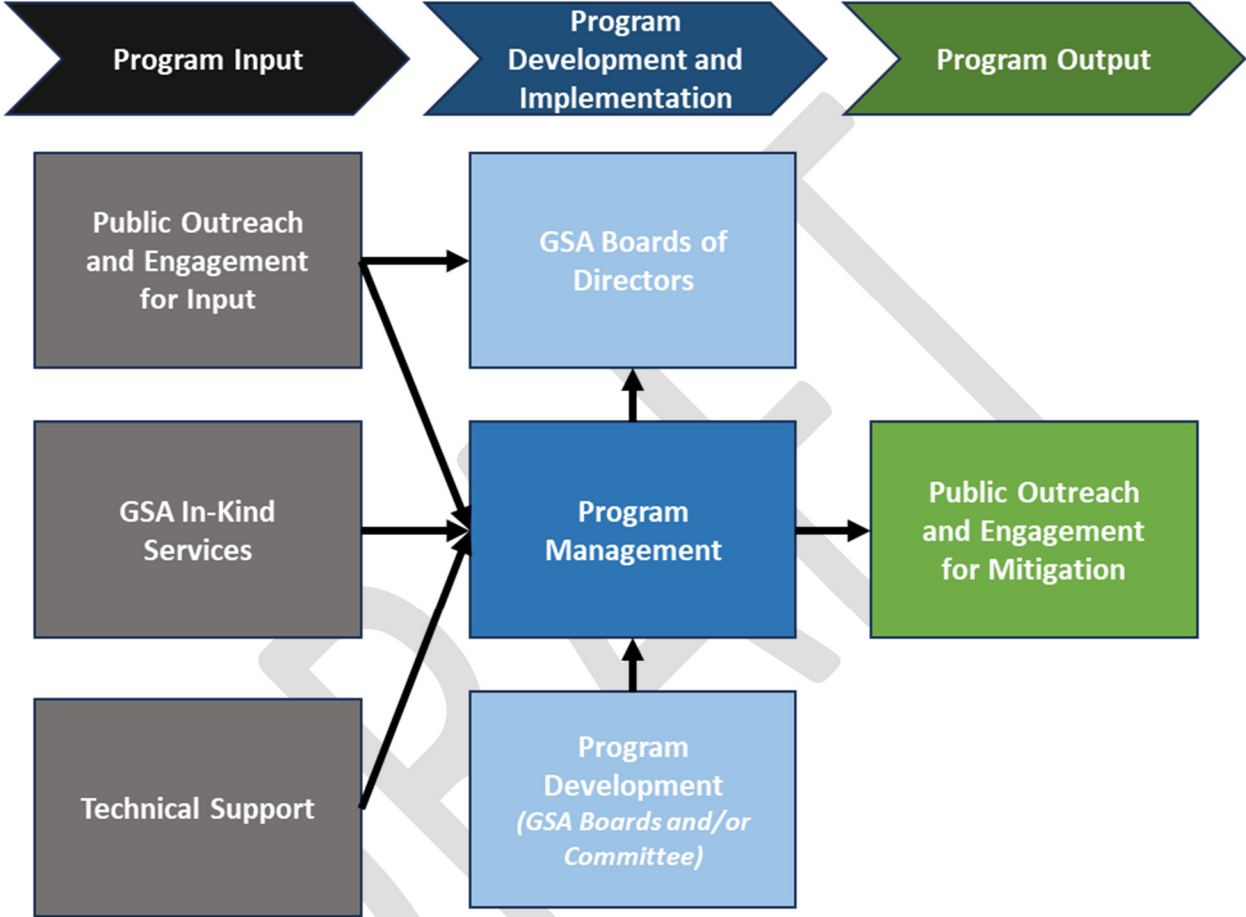 Program Input
Program
Development and
Implementation
Program Output
Public Outreach
and Engagement
for Input
GSA Boards of
Directors
GSA In-Kind
Services
Program
Management
Public Outreach
and Engagement
for Mitigation
Technical Support
Program
Development
(GSA Boards and/or
Committee)
DRAFT